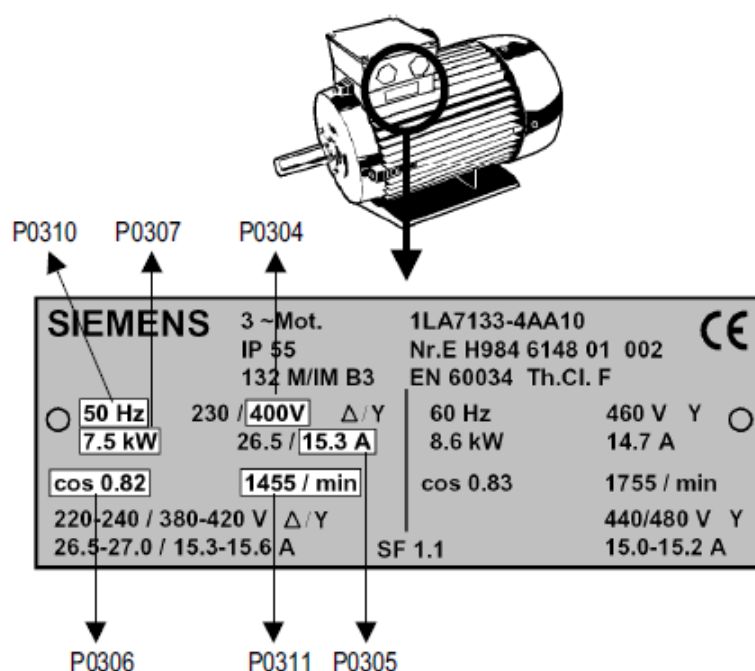 P0310 P0307 P0304
SIEMENS 3 ~Mot. 1LA7133-4AA10 CE
IP 55 Nr.E H984 6148 01 002
132 M/IM B3 EN 60034 Th.Cl. F
50 Hz 230 / 400V Δ/Y 60 Hz 460 V Y
7.5 kW 26.5 / 15.3 A 8.6 kW 14.7 A
cos 0.82 1455 / min cos 0.83 1755 / min
220-240 / 380-420 V Δ/Y 440/480 V Y
26.5-27.0 / 15.3-15.6 A SF 1.1 15.0-15.2 A
P0306 P0311 P0305